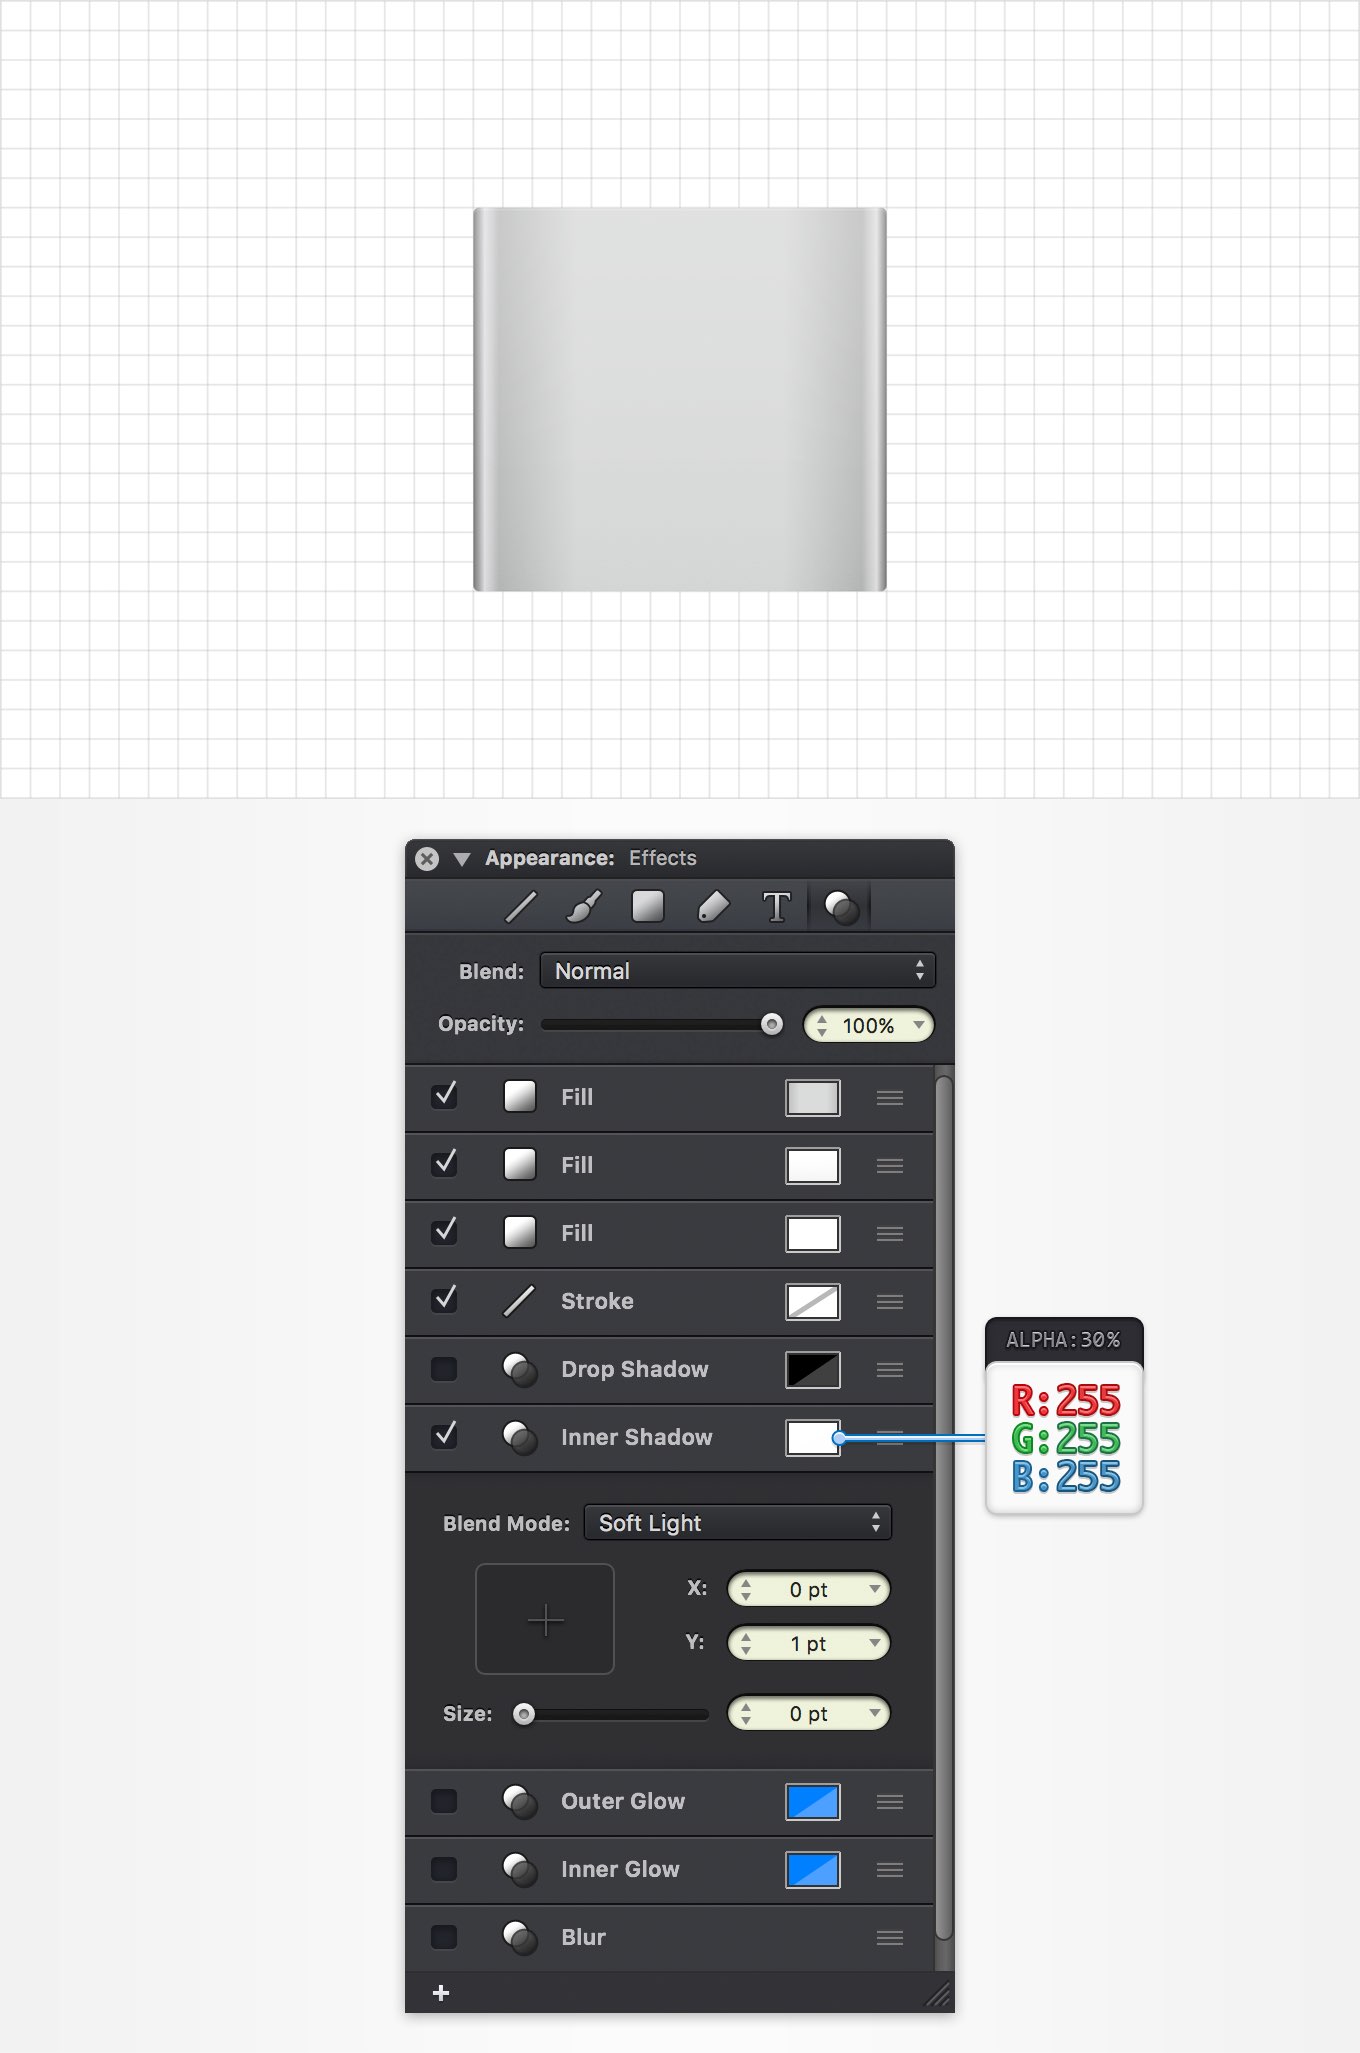 Appearance: Effects
T
Blend: Normal
Opacity: 100%
Fill
Fill
Fill
Stroke
Drop Shadow
Inner Shadow
ALPHA:30%
R:255
G:255
B:255
Blend Mode: Soft Light
X: 0 pt
Y: 1 pt
Size: 0 pt
Outer Glow
Inner Glow
Blur